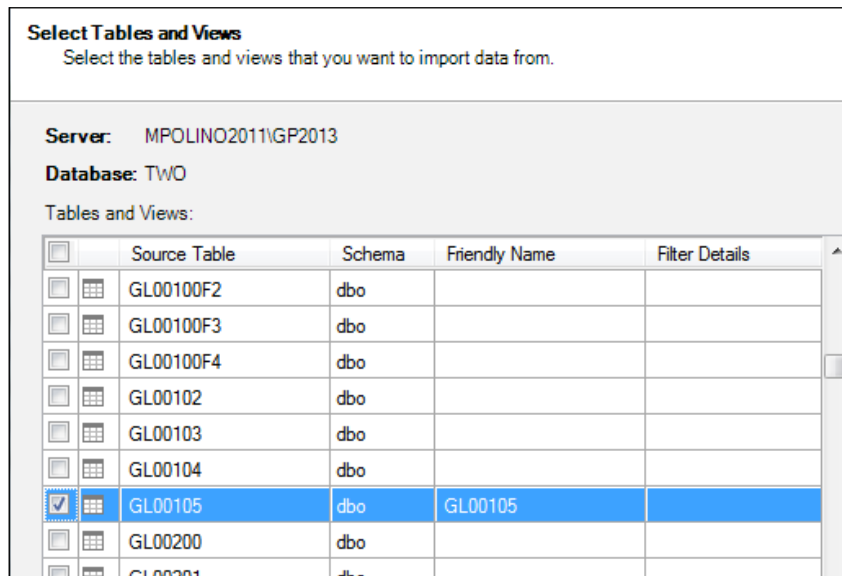 Select Tables and Views
Select the tables and views that you want to import data from.
Server: MPOLINO2011\GP2013
Database: TWO
Tables and Views:
Source Table Schema Friendly Name Filter Details
GL00100F2 dbo
GL00100F3 dbo
GL00100F4 dbo
GL00102 dbo
GL00103 dbo
GL00104 dbo
GL00105 dbo GL00105
GL00200 dbo
GL00201 dbo